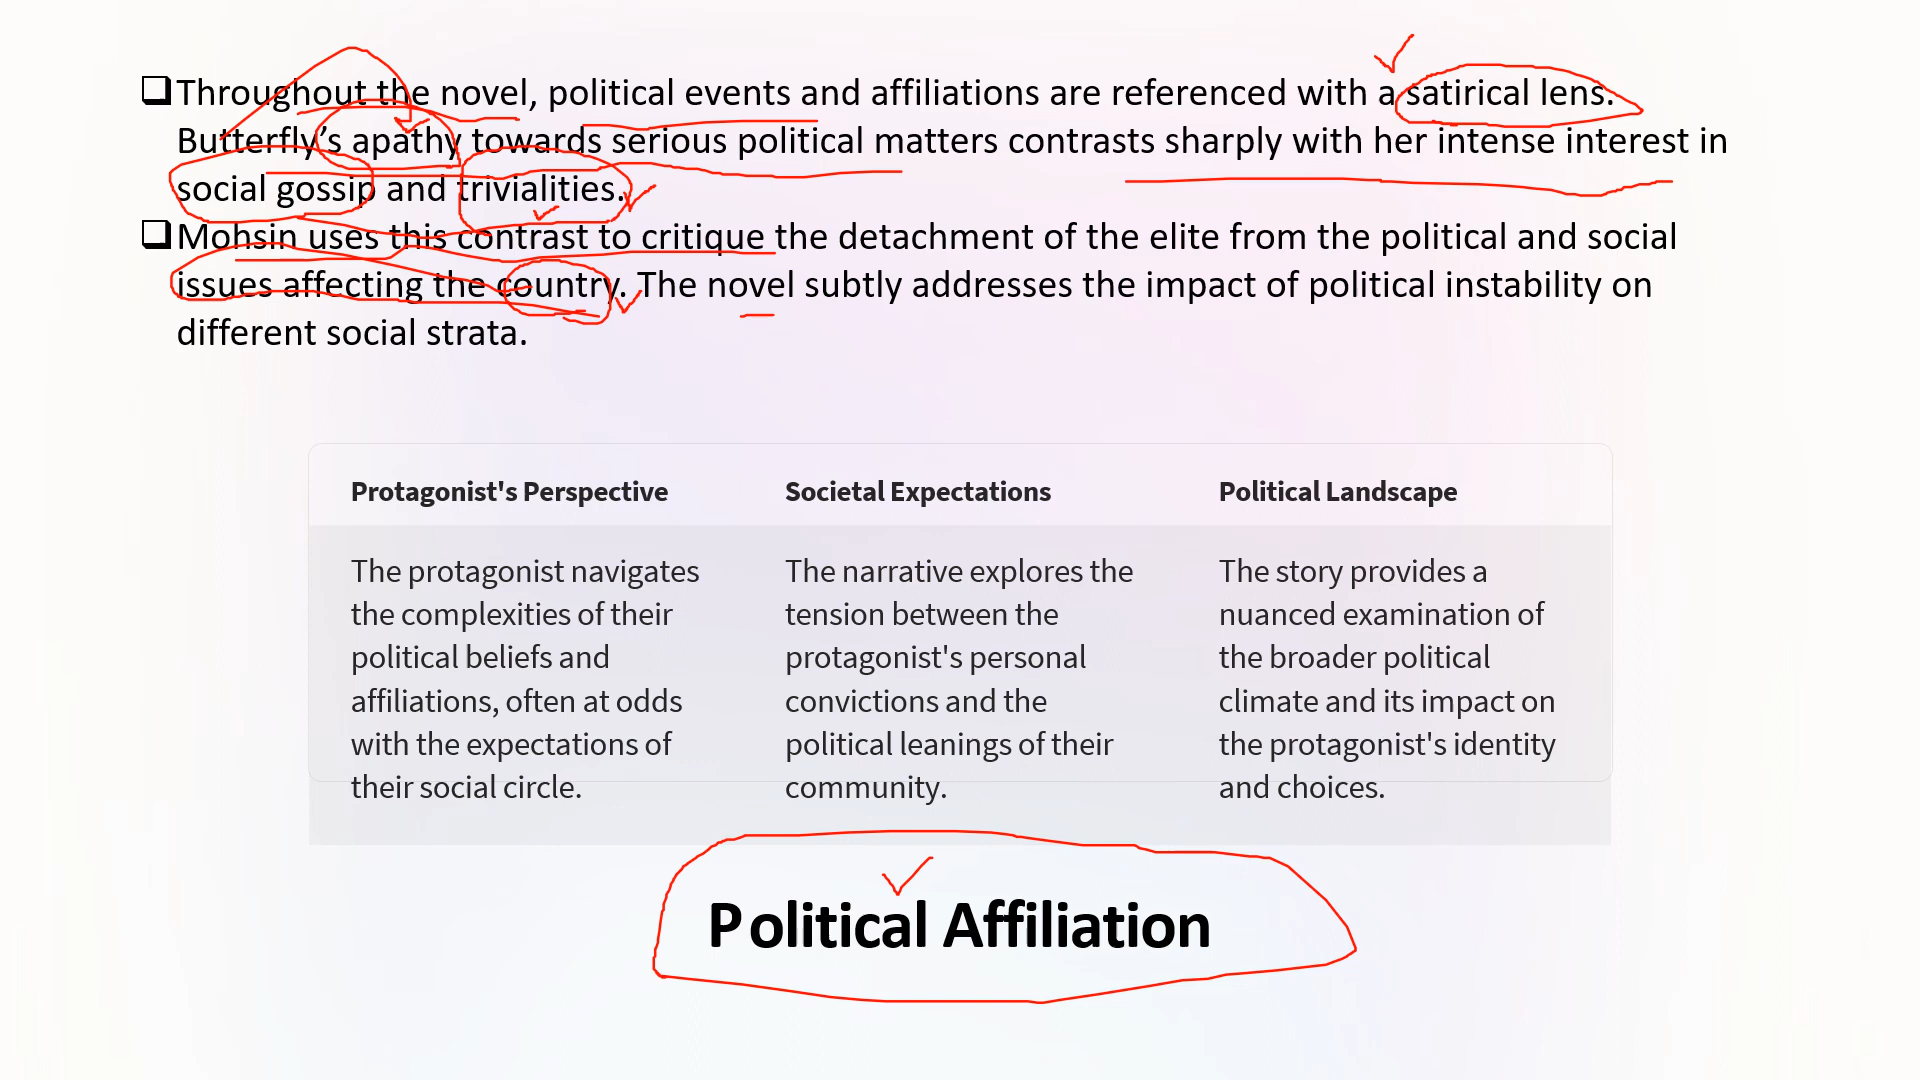 ❑Throughout the novel, political events and affiliations are referenced with a satirical lens.
Butterfly’s apathy towards serious political matters contrasts sharply with her intense interest in
social gossip and trivialities.
❑Mohsin uses this contrast to critique the detachment of the elite from the political and social
issues affecting the country. The novel subtly addresses the impact of political instability on
different social strata.
Protagonist's Perspective
The protagonist navigates
the complexities of their
political beliefs and
affiliations, often at odds
with the expectations of
their social circle.
Societal Expectations
The narrative explores the
tension between the
protagonist's personal
convictions and the
political leanings of their
community.
Political Landscape
The story provides a
nuanced examination of
the broader political
climate and its impact on
the protagonist's identity
and choices.
Political Affiliation